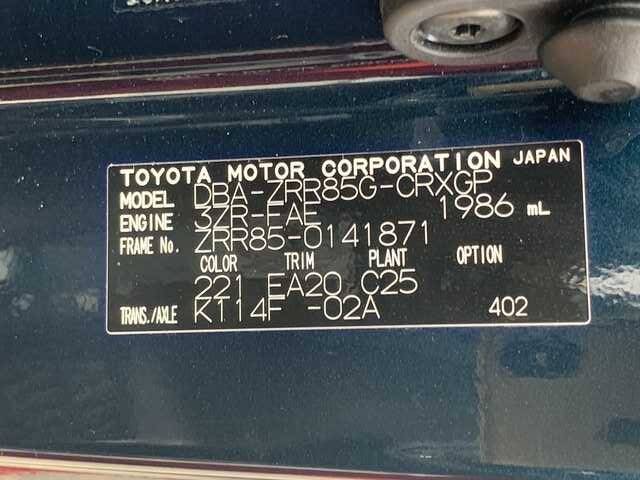 TOYOTA MOTOR CORPORATION JAPAN
MODEL DBA-ZRR85G-CRXGP
ENGINE 3ZR-FAE 1986 mL
FRAME No. ZRR85-0141871
COLOR TRIM PLANT OPTION
221 EA20 C25
TRANS./AXLE K114F -02A 402